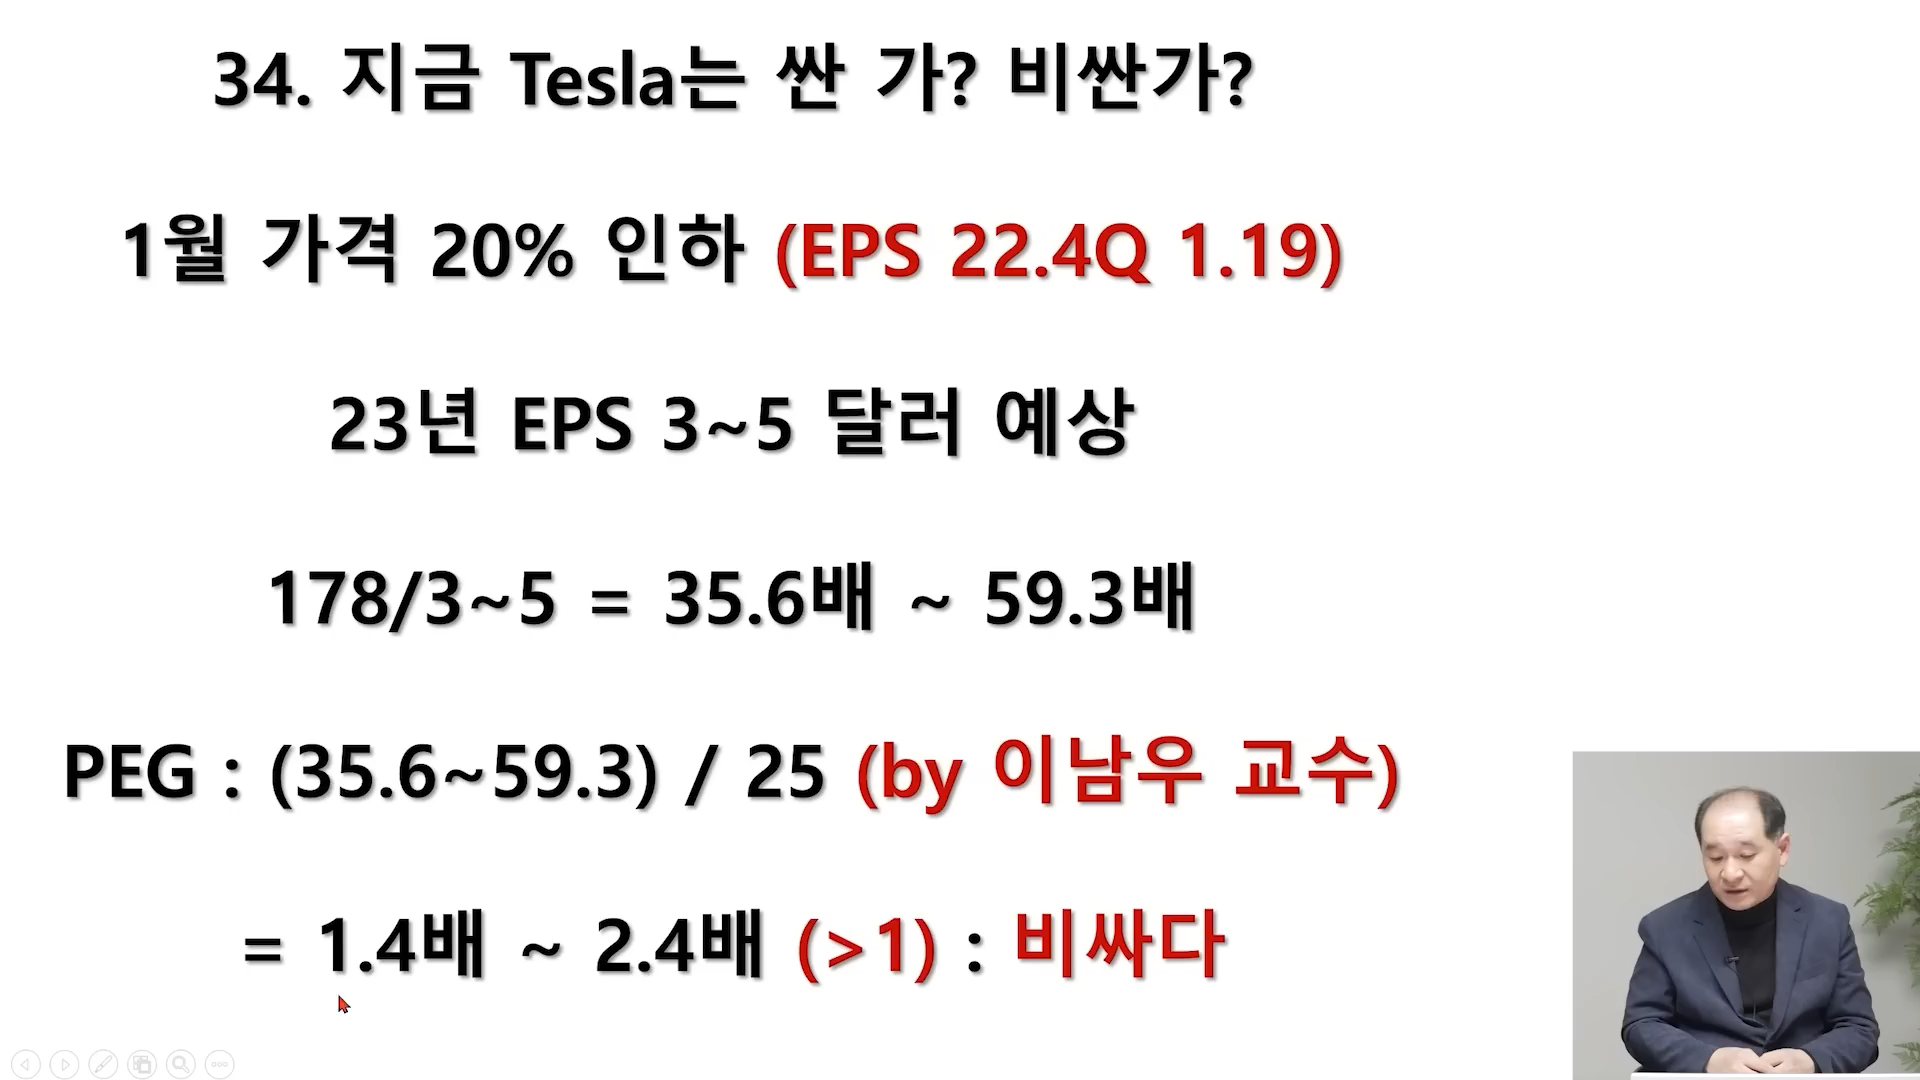 34. 지금 Tesla는 싼 가? 비싼가?
1월 가격 20% 인하 (EPS 22.4Q 1.19)
23년 EPS 3~5 달러 예상
178/3~5 = 35.6배 ~ 59.3배
PEG : (35.6~59.3) / 25 (by 이남우 교수)
= 1.4배 ~ 2.4배 (>1) : 비싸다